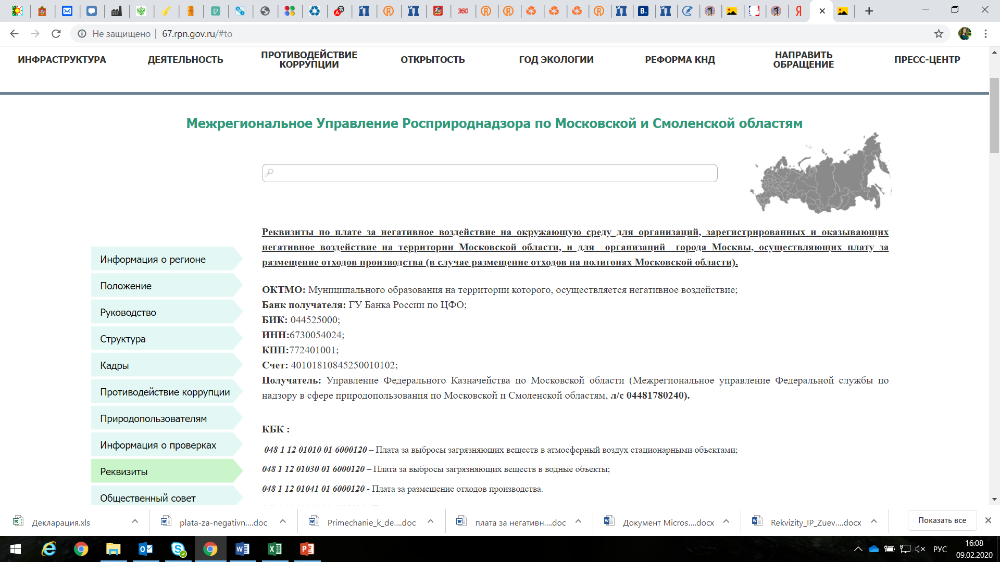 360
B.
Я
Не защищено
67.rpn.gov.ru/#to
ИНФРАСТРУКТУРА
ДЕЯТЕЛЬНОСТЬ
ПРОТИВОДЕЙСТВИЕ
КОРРУПЦИИ
ОТКРЫТОСТЬ
ГОД ЭКОЛОГИИ
РЕФОРМА КНД
НАПРАВИТЬ
ОБРАЩЕНИЕ
ПРЕСС-ЦЕНТР
Межрегиональное Управление Росприроднадзора по Московской и Смоленской областям
Информация о регионе
Положение
Руководство
Структура
Кадры
Противодействие коррупции
Природопользователям
Информация о проверках
Реквизиты
Общественный совет
Реквизиты по плате за негативное воздействие на окружающую среду для организаций, зарегистрированных и оказывающих
негативное воздействие на территории Московской области, и для организаций города Москвы, осуществляющих плату за
размещение отходов производства (в случае размещение отходов на полигонах Московской области).
ОКТМО: Муниципального образования на территории которого, осуществляется негативное воздействие;
Банк получателя: ГУ Банка России по ЦФО;
БИК: 044525000;
ИНН:6730054024;
КПП:772401001;
Счет: 40101810845250010102;
Получатель: Управление Федерального Казначейства по Московской области (Межрегиональное управление Федеральной службы по
надзору в сфере природопользования по Московской и Смоленской областям, л/с 04481780240).
КБК :
048 1 12 01010 01 6000120 – Плата за выбросы загрязняющих веществ в атмосферный воздух стационарными объектами;
048 1 12 01030 01 6000120 – Плата за выбросы загрязняющих веществ в водные объекты;
048 1 12 01041 01 6000120 - Плата за размещение отходов производства.
Декларация.xls
plata-za-negativn....doc
Primechanie_k_de....doc
плата за негативн....doc
Документ Micros....docx
Rekvizity_IP_Zuev....docx
Показать все
РУС
16:08
09.02.2020